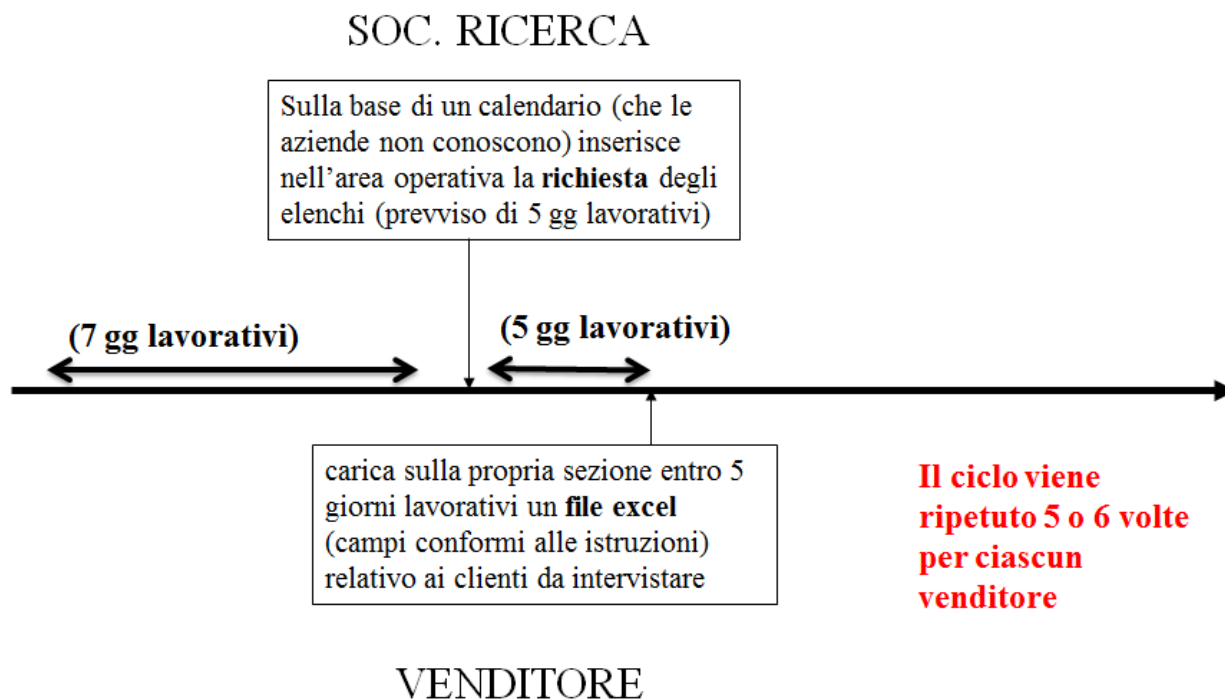 SOC. RICERCA
Sulla base di un calendario (che le
aziende non conoscono) inserisce
nell'area operativa la richiesta degli
elenchi (prevviso di 5 gg lavorativi)
(7 gg lavorativi)
(5 gg lavorativi)
carica sulla propria sezione entro 5
giorni lavorativi un file excel
(campi conformi alle istruzioni)
relativo ai clienti da intervistare
Il ciclo viene
ripetuto 5 o 6 volte
per ciascun
venditore
VENDITORE